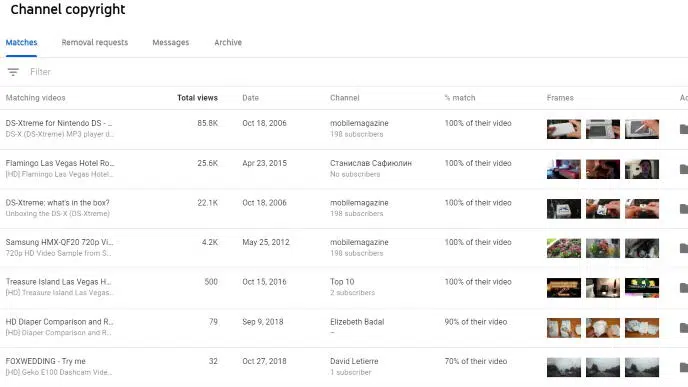 Channel copyright
Matches Removal requests Messages Archive
Filter
Matching videos Total views Date Channel % match Frames Ac
DS-Xtreme for Nintendo DS - ... 85.8K Oct 18, 2006 mobilemagazine 100% of their video
DS-X (DS-Xtreme) MP3 player d... 198 subscribers
Flamingo Las Vegas Hotel Ro... 25.6K Apr 23, 2015 Станислав Сафиюлин 100% of their video
[HD] Flamingo Las Vegas Hotel... No subscribers
DS-Xtreme: what's in the box? 22.1K Oct 18, 2006 mobilemagazine 100% of their video
Unboxing the DS-X (DS-Xtreme) 198 subscribers
Samsung HMX-QF20 720p Vi... 4.2K May 25, 2012 mobilemagazine 100% of their video
720p HD Video Sample from S... 198 subscribers
Treasure Island Las Vegas H... 500 Oct 15, 2016 Top 10 100% of their video
[HD] Treasure Island Las Vegas... 2 subscribers
HD Diaper Comparison and R... 79 Sep 9, 2018 Elizebeth Badal 90% of their video
[HD] Diaper Comparison and R... –
FOXWEDDING - Try me 32 Oct 27, 2018 David Letierre 70% of their video
[HD] Geko E100 Dashcam Vide... 1 subscriber